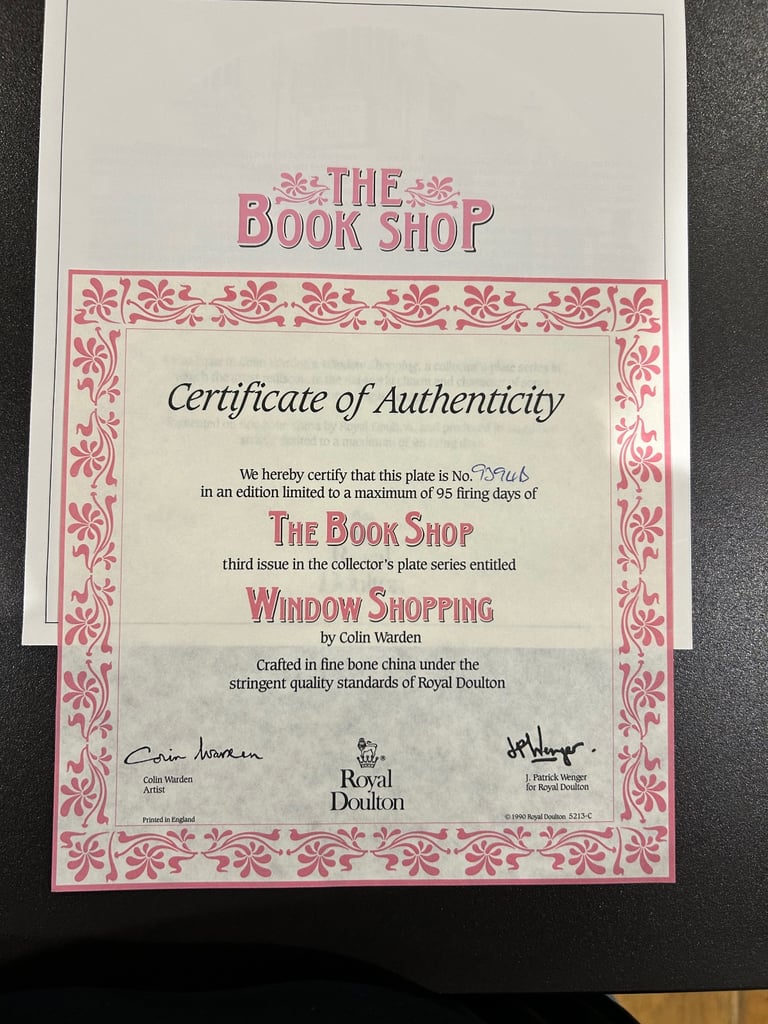 THE
BOOK SHOP
Certificate of Authenticity
We hereby certify that this plate is No.
in an edition limited to a maximum of 95 firing days of
THE BOOK SHOP
third issue in the collector's plate series entitled
WINDOW SHOPPING
by Colin Warden
Crafted in fine bone china under the
stringent quality standards of Royal Doulton
Colin Warden
Colin Warden
Artist
Printed in England
®
Royal
Doulton
J P Wenger.
J. Patrick Wenger
for Royal Doulton
© 1990 Royal Doulton 5213-C